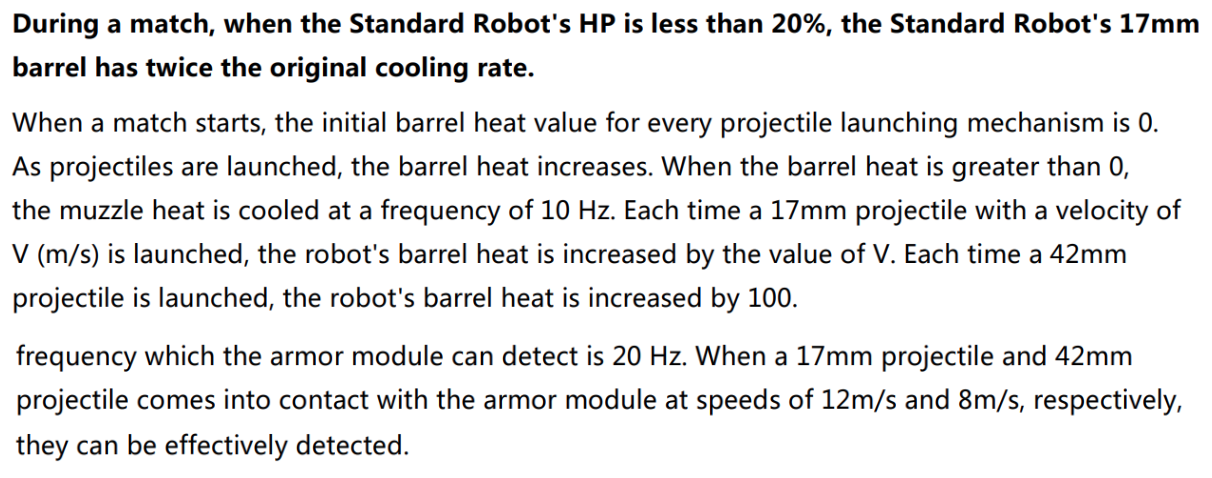 During a match, when the Standard Robot's HP is less than 20%, the Standard Robot's 17mm
barrel has twice the original cooling rate.
When a match starts, the initial barrel heat value for every projectile launching mechanism is 0.
As projectiles are launched, the barrel heat increases. When the barrel heat is greater than 0,
the muzzle heat is cooled at a frequency of 10 Hz. Each time a 17mm projectile with a velocity of
V (m/s) is launched, the robot's barrel heat is increased by the value of V. Each time a 42mm
projectile is launched, the robot's barrel heat is increased by 100.
frequency which the armor module can detect is 20 Hz. When a 17mm projectile and 42mm
projectile comes into contact with the armor module at speeds of 12m/s and 8m/s, respectively,
they can be effectively detected.